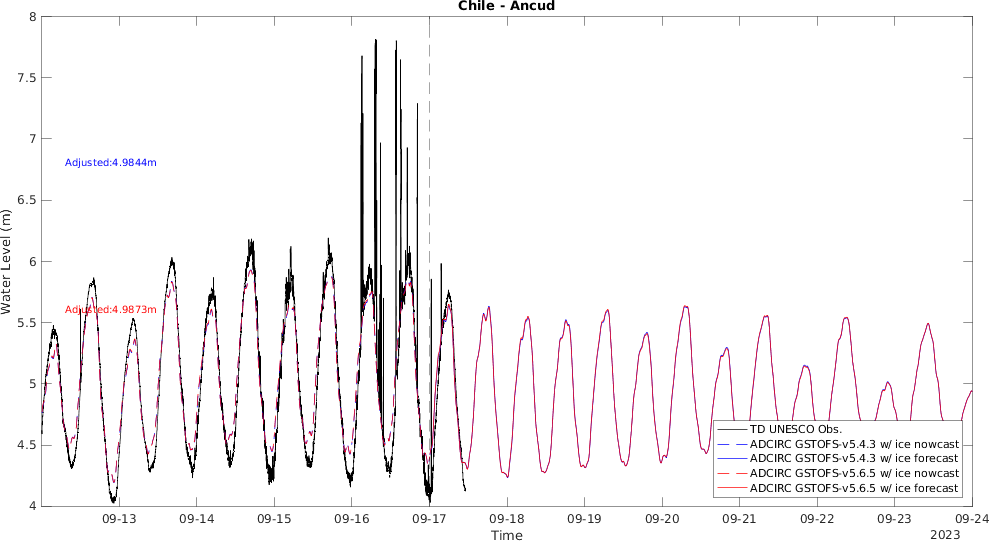 Chile - Ancud
8
7.5
7
6.5
6
5.5
5
4.5
4
Water Level (m)
Adjusted:4.9844m
Adjusted:4.9873m
TD UNESCO Obs.
ADCIRC GSTOFS-v5.4.3 w/ ice nowcast
ADCIRC GSTOFS-v5.4.3 w/ ice forecast
ADCIRC GSTOFS-v5.6.5 w/ ice nowcast
ADCIRC GSTOFS-v5.6.5 w/ ice forecast
09-13 09-14 09-15 09-16 09-17 09-18 09-19 09-20 09-21 09-22 09-23 09-24
Time
2023